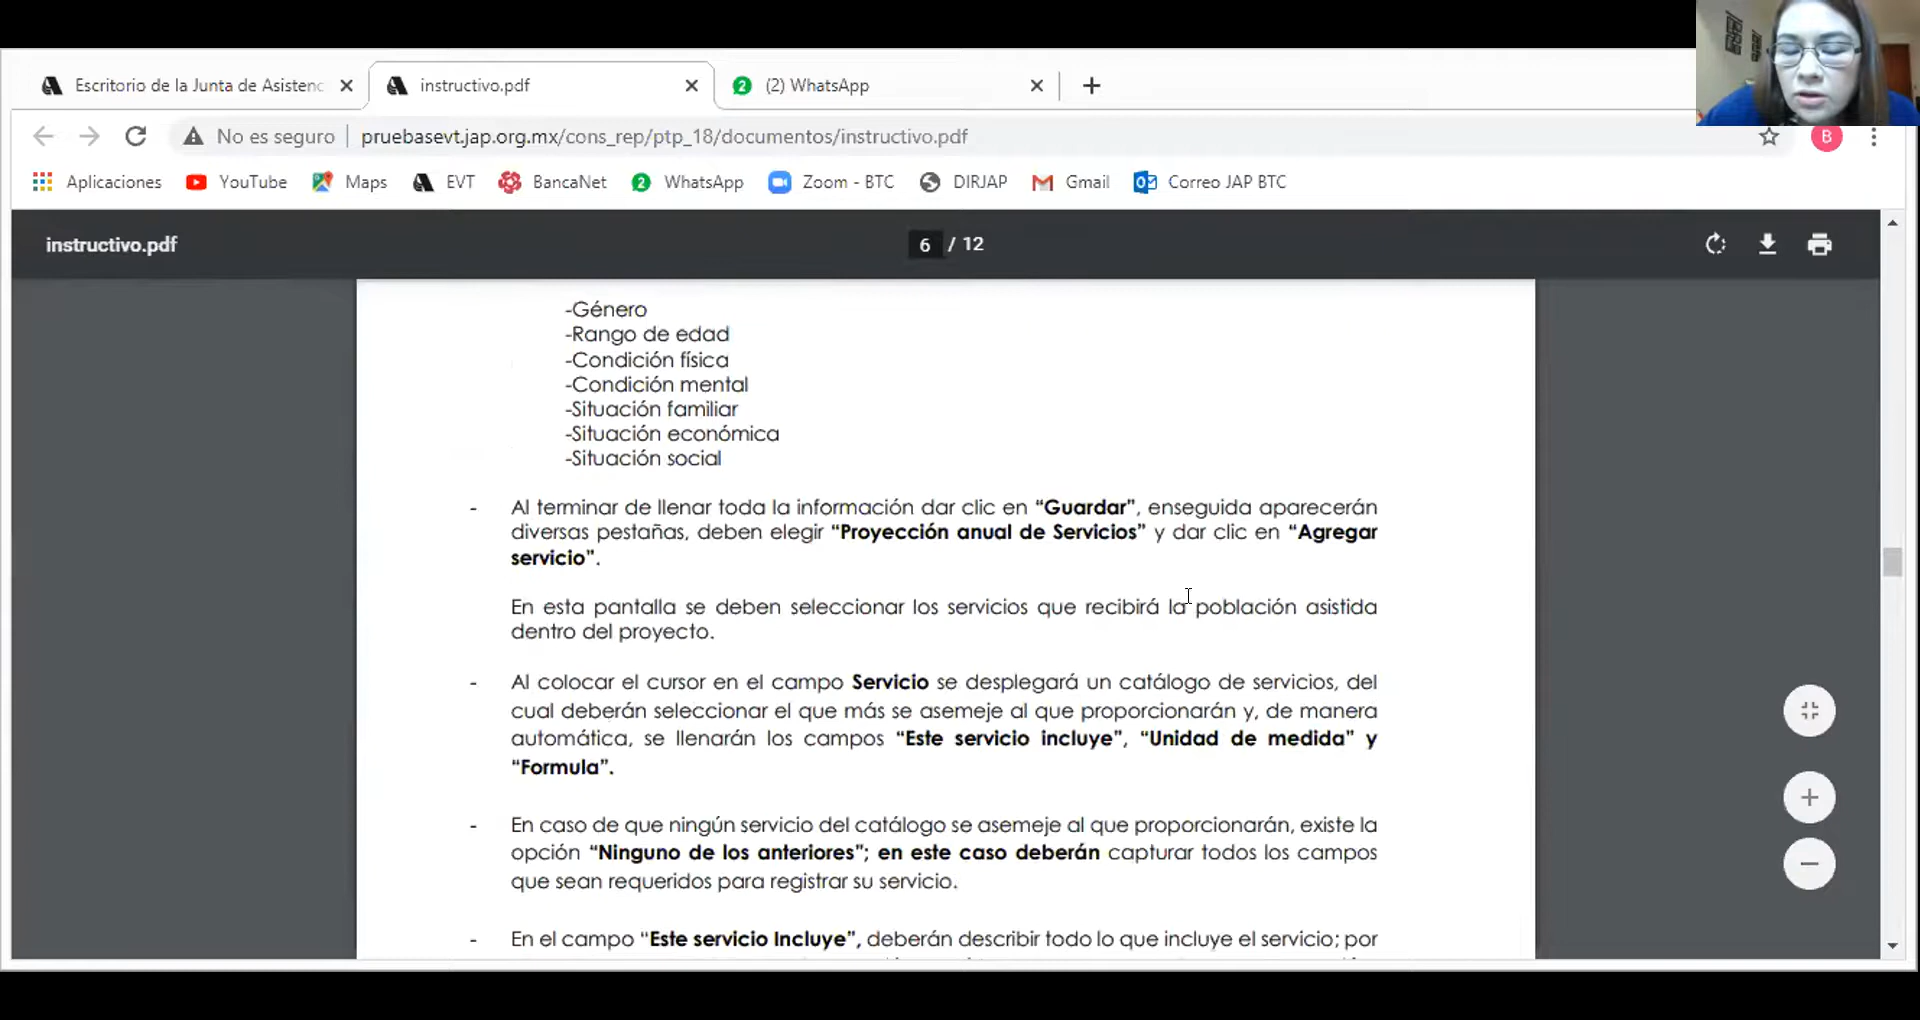 Escritorio de la Junta de Asistenc
instructivo.pdf
2 (2) WhatsApp
No es seguro pruebasevt.jap.org.mx/cons_rep/ptp_18/documentos/instructivo.pdf
B
Aplicaciones YouTube Maps EVT BancaNet 2 WhatsApp Zoom - BTC DIRJAP Gmail Correo JAP BTC
instructivo.pdf 6 / 12
-Género
-Rango de edad
-Condición física
-Condición mental
-Situación familiar
-Situación económica
-Situación social
- Al terminar de llenar toda la información dar clic en “Guardar”, enseguida aparecerán
diversas pestañas, deben elegir “Proyección anual de Servicios” y dar clic en “Agregar
servicio”.
En esta pantalla se deben seleccionar los servicios que recibirá la población asistida
dentro del proyecto.
- Al colocar el cursor en el campo Servicio se desplegará un catálogo de servicios, del
cual deberán seleccionar el que más se asemeje al que proporcionarán y, de manera
automática, se llenarán los campos “Este servicio incluye”, “Unidad de medida” y
“Formula”.
- En caso de que ningún servicio del catálogo se asemeje al que proporcionarán, existe la
opción “Ninguno de los anteriores”; en este caso deberán capturar todos los campos
que sean requeridos para registrar su servicio.
- En el campo “Este servicio Incluye”, deberán describir todo lo que incluye el servicio; por